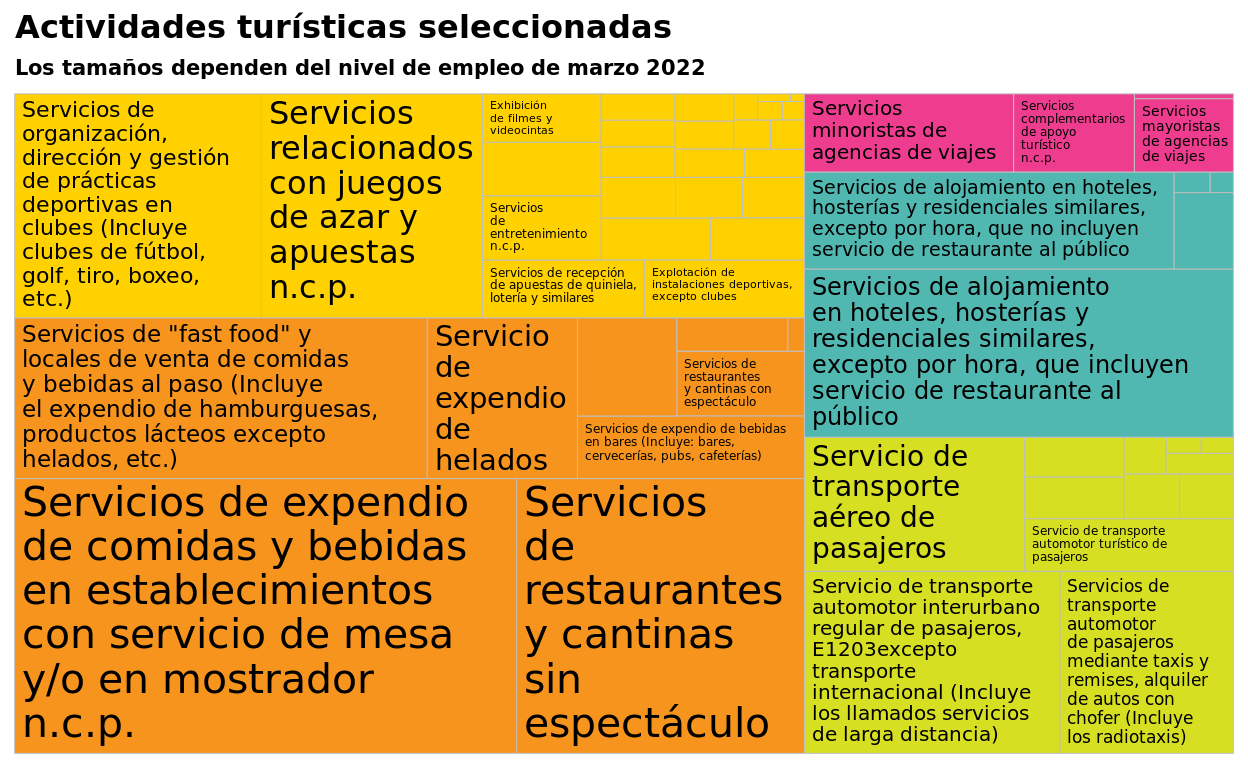 Actividades turísticas seleccionadas
Los tamaños dependen del nivel de empleo de marzo 2022
Servicios de
organización,
dirección y gestión
de prácticas
deportivas en
clubes (Incluye
clubes de fútbol,
golf, tiro, boxeo,
etc.)
Servicios
relacionados
con juegos
de azar y
apuestas
n.c.p.
Exhibición
de filmes y
videocintas
Servicios
de
entretenimiento
n.c.p.
Servicios de recepción
de apuestas de quiniela,
lotería y similares
Explotación de
instalaciones deportivas,
excepto clubes
Servicios
minoristas de
agencias de viajes
Servicios
complementarios
de apoyo
turístico
n.c.p.
Servicios
mayoristas
de agencias
de viajes
Servicios de alojamiento en hoteles,
hosterías y residenciales similares,
excepto por hora, que no incluyen
servicio de restaurante al público
Servicios de alojamiento
en hoteles, hosterías y
residenciales similares,
excepto por hora, que incluyen
servicio de restaurante al
público
Servicios de "fast food" y
locales de venta de comidas
y bebidas al paso (Incluye
el expendio de hamburguesas,
productos lácteos excepto
helados, etc.)
Servicio
de
expendio
de
helados
Servicios de
restaurantes
y cantinas con
espectáculo
Servicios de expendio de bebidas
en bares (Incluye: bares,
cervecerías, pubs, cafeterías)
Servicios de expendio
de comidas y bebidas
en establecimientos
con servicio de mesa
y/o en mostrador
n.c.p.
Servicios
de
restaurantes
y cantinas
sin
espectáculo
Servicio de
transporte
aéreo de
pasajeros
Servicio de transporte
automotor turístico de
pasajeros
Servicio de transporte
automotor interurbano
regular de pasajeros,
E1203excepto
transporte
internacional (Incluye
los llamados servicios
de larga distancia)
Servicios de
transporte
automotor
de pasajeros
mediante taxis y
remises, alquiler
de autos con
chofer (Incluye
los radiotaxis)